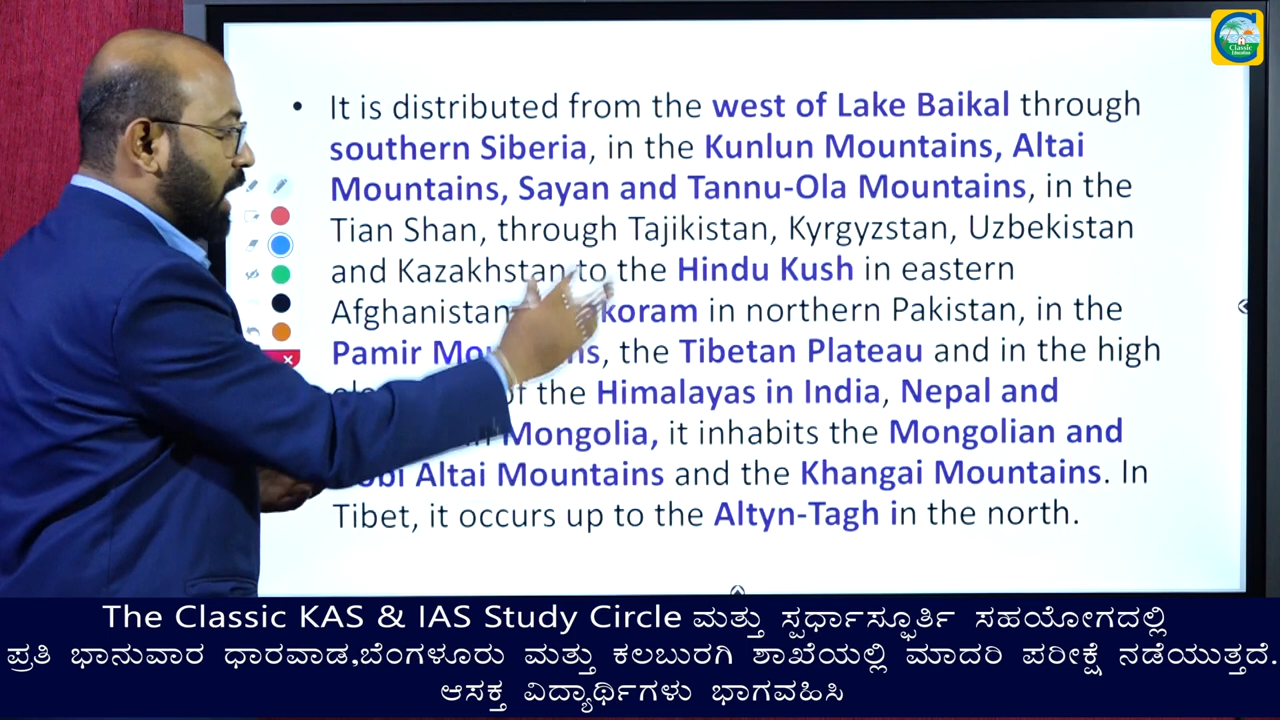 Classic
Education
• It is distributed from the west of Lake Baikal through
southern Siberia, in the Kunlun Mountains, Altai
Mountains, Sayan and Tannu-Ola Mountains, in the
Tian Shan, through Tajikistan, Kyrgyzstan, Uzbekistan
and Kazakhstan to the Hindu Kush in eastern
Afghanistan koram in northern Pakistan, in the
Pamir the Tibetan Plateau and in the high
of the Himalayas in India, Nepal and
Mongolia, it inhabits the Mongolian and
Altai Mountains and the Khangai Mountains. In
Tibet, it occurs up to the Altyn-Tagh in the north.
The Classic KAS & IAS Study Circle ಮತ್ತು ಸ್ಪರ್ಧಾಸ್ಫೂರ್ತಿ ಸಹಯೋಗದಲ್ಲಿ
ಪ್ರತಿ ಭಾನುವಾರ ಧಾರವಾಡ,ಬೆಂಗಳೂರು ಮತ್ತು ಕಲಬುರಗಿ ಶಾಖೆಯಲ್ಲಿ ಮಾದರಿ ಪರೀಕ್ಷೆ ನಡೆಯುತ್ತದೆ.
ಆಸಕ್ತ ವಿದ್ಯಾರ್ಥಿಗಳು ಭಾಗವಹಿಸಿ